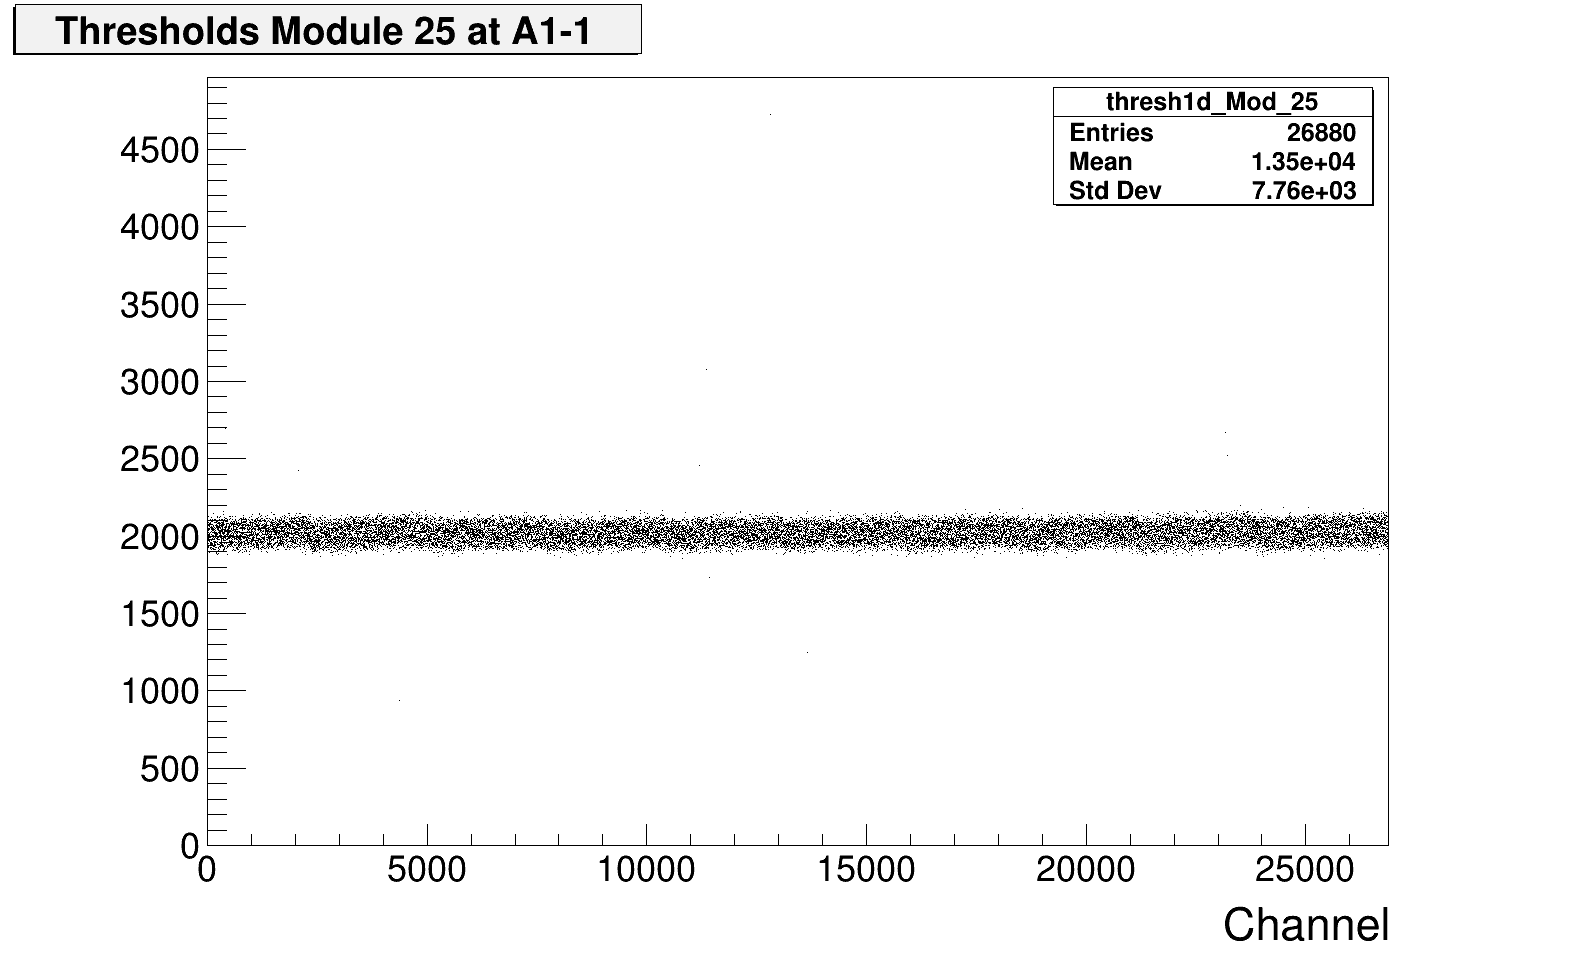 Thresholds Module 25 at A1-1
thresh1d_Mod_25
Entries 26880
Mean 1.35e+04
Std Dev 7.76e+03
4500
4000
3500
3000
2500
2000
1500
1000
500
0
0 5000 10000 15000 20000 25000
Channel